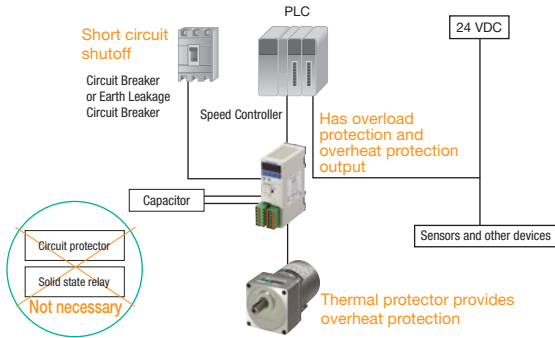 PLC
24 VDC
Short circuit
shutoff
Circuit Breaker
or Earth Leakage
Circuit Breaker
Speed Controller
Has overload
protection and
overheat protection
output
Capacitor
Sensors and other devices
Circuit protector
Solid state relay
Not necessary
Thermal protector provides
overheat protection